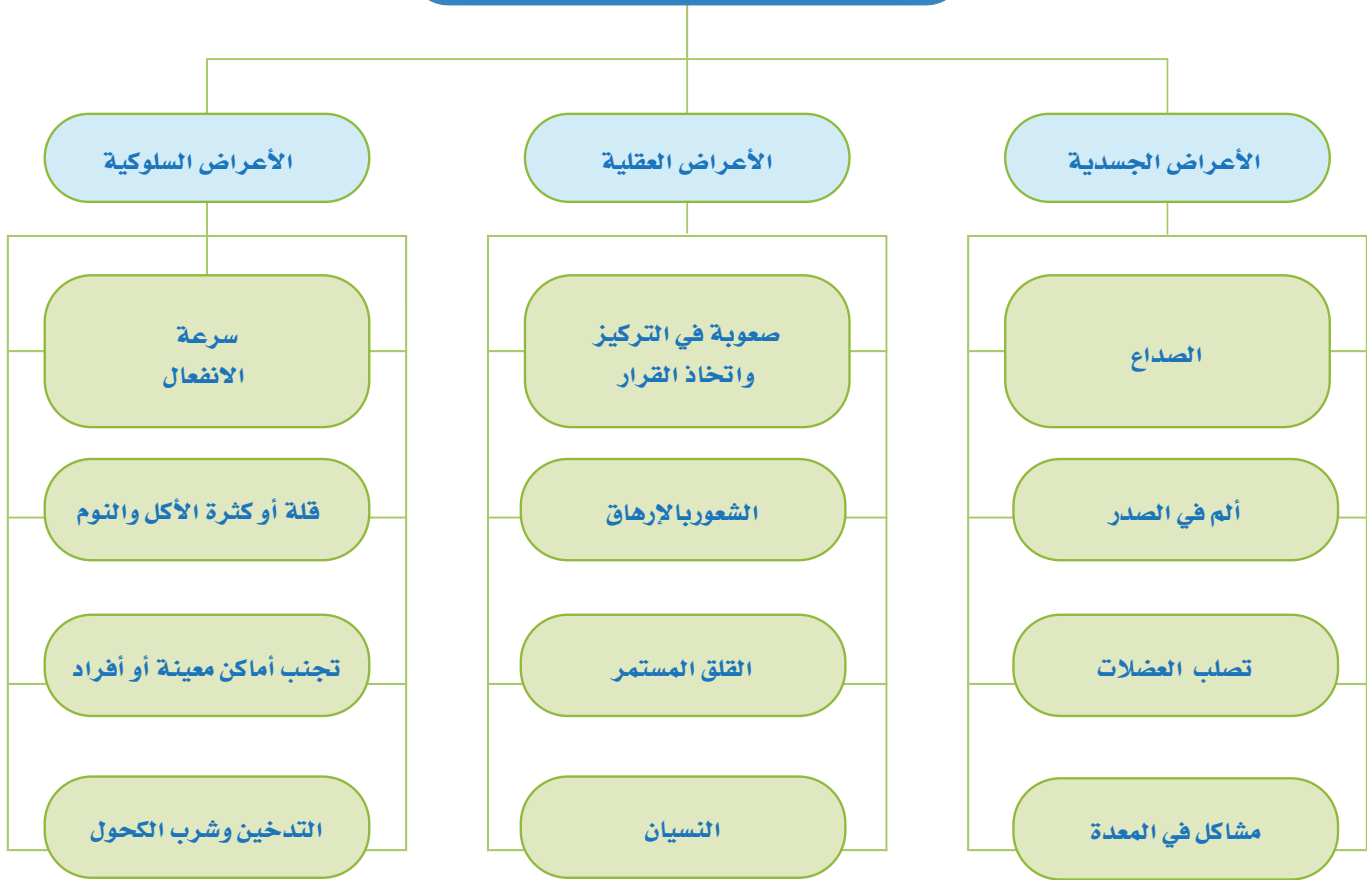 الأعراض الجسدية
الأعراض العقلية
الأعراض السلوكية
الصداع
صعوبة في التركيز
واتخاذ القرار
سرعة
الانفعال
ألم في الصدر
الشعوربالإرهاق
قلة أو كثرة الأكل والنوم
تصلب العضلات
القلق المستمر
تجنب أماكن معينة أو أفراد
مشاكل في المعدة
النسيان
التدخين وشرب الكحول